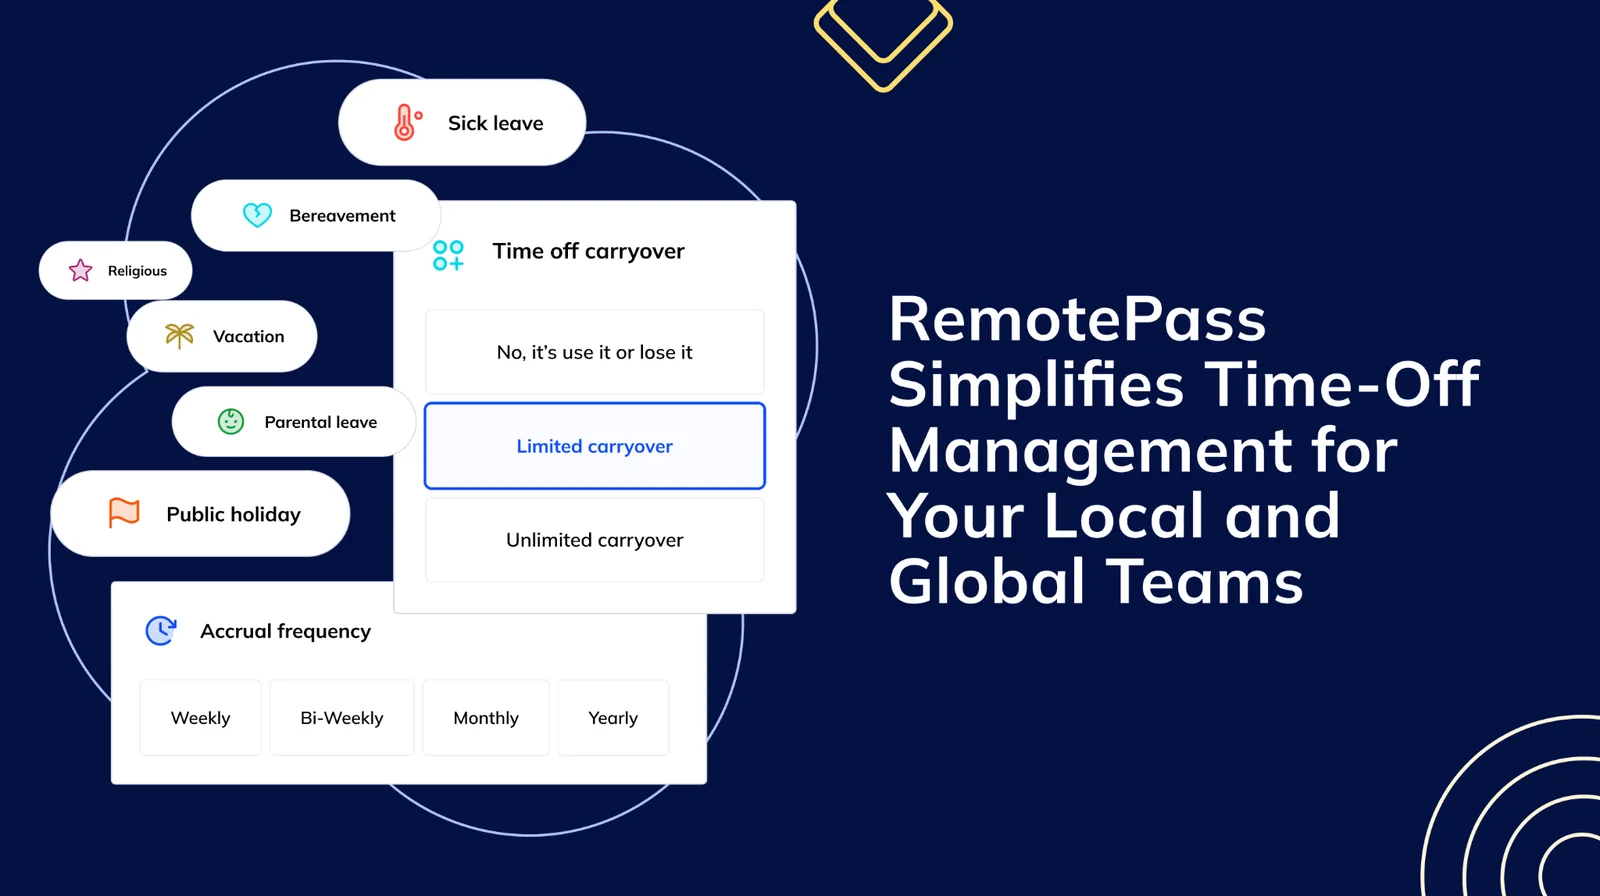 Sick leave
Bereavement
Religious
Vacation
Parental leave
Public holiday
Time off carryover
No, it’s use it or lose it
Limited carryover
Unlimited carryover
Accrual frequency
Weekly
Bi-Weekly
Monthly
Yearly
RemotePass
Simplifies Time-Off
Management for
Your Local and
Global Teams